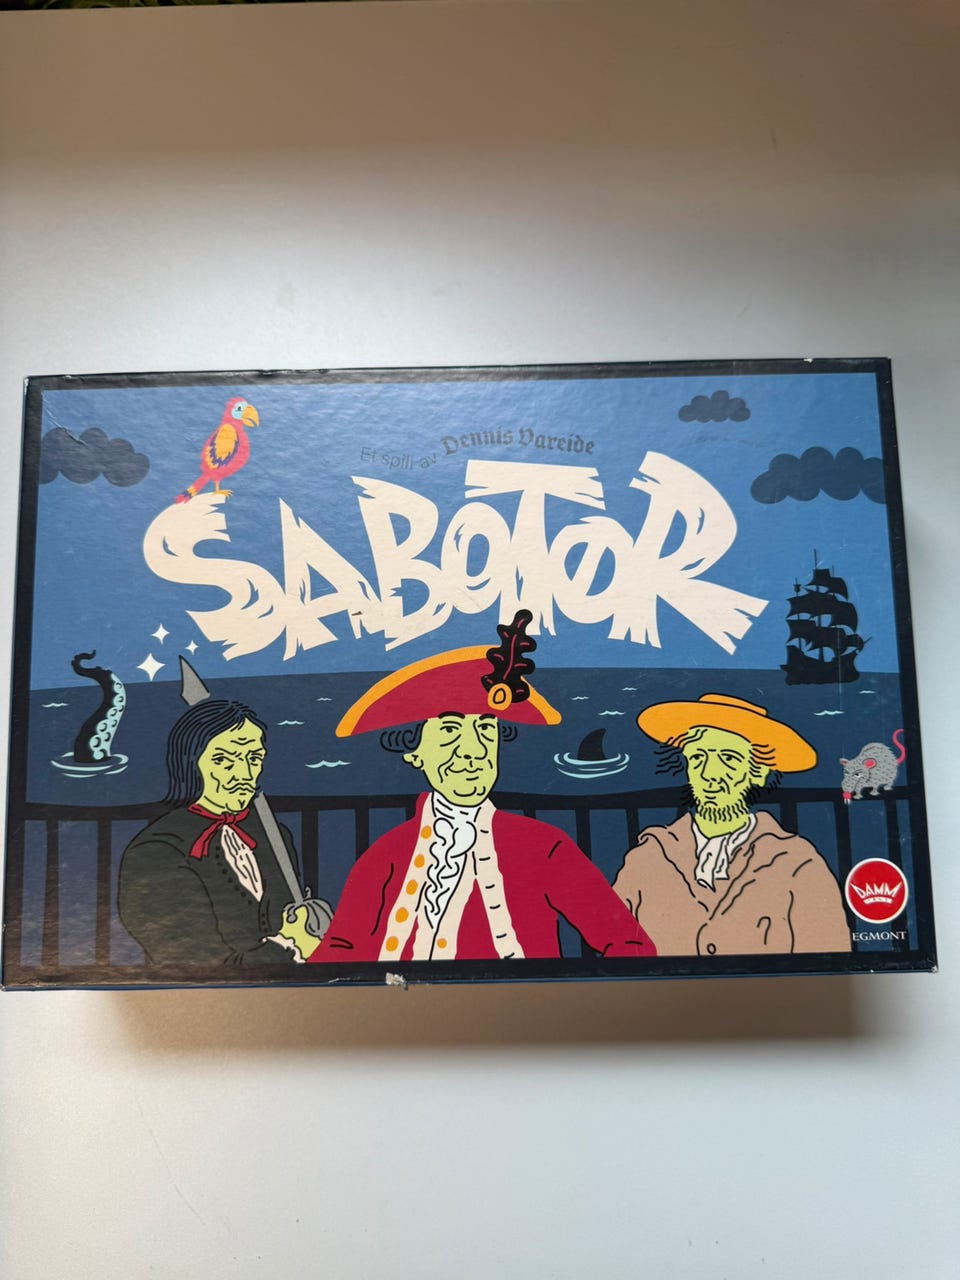 Et spill av Dennis Vareide
SABOTØR
DAMM
EGMONT